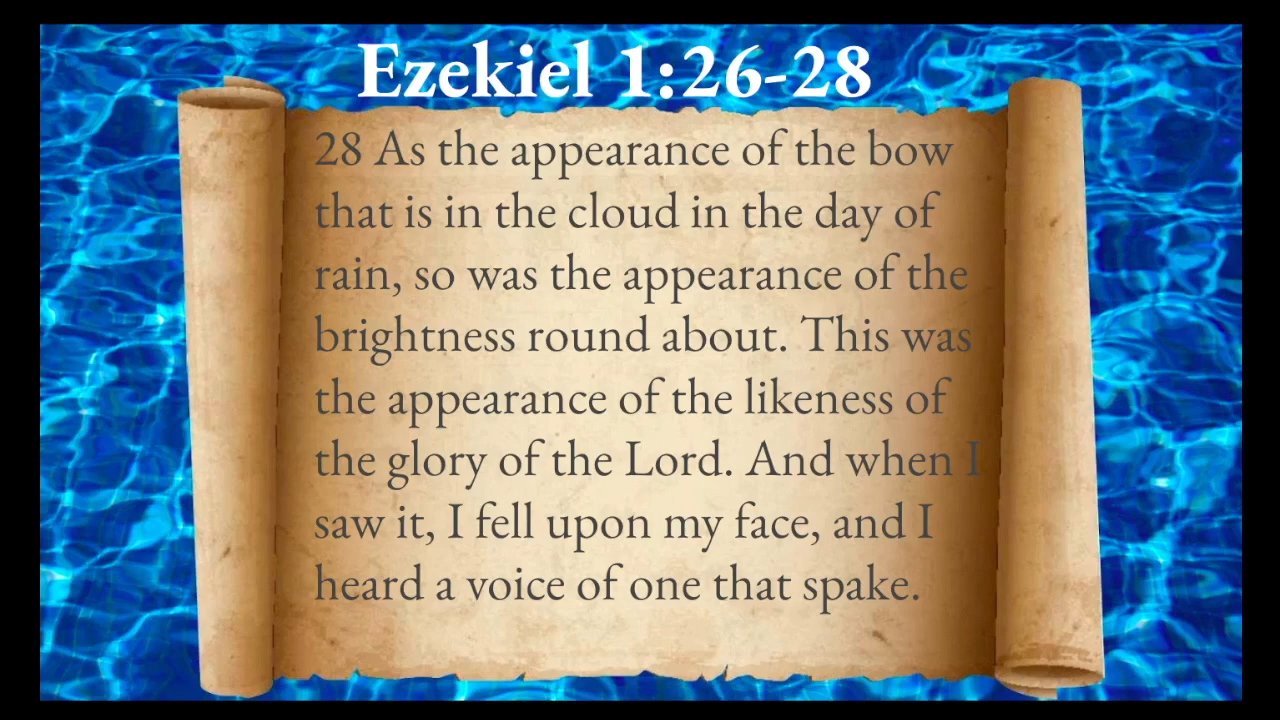 Ezekiel 1:26-28
28 As the appearance of the bow
that is in the cloud in the day of
rain, so was the appearance of the
brightness round about. This was
the appearance of the likeness of
the glory of the Lord. And when I
saw it, I fell upon my face, and I
heard a voice of one that spake.